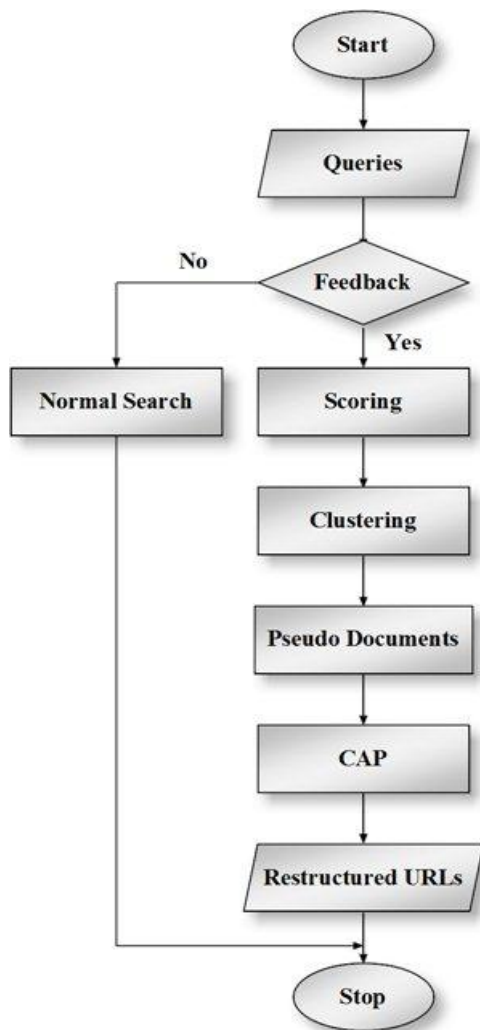 Start
Queries
No
Feedback
Yes
Normal Search
Scoring
Clustering
Pseudo Documents
CAP
Restructured URLs
Stop